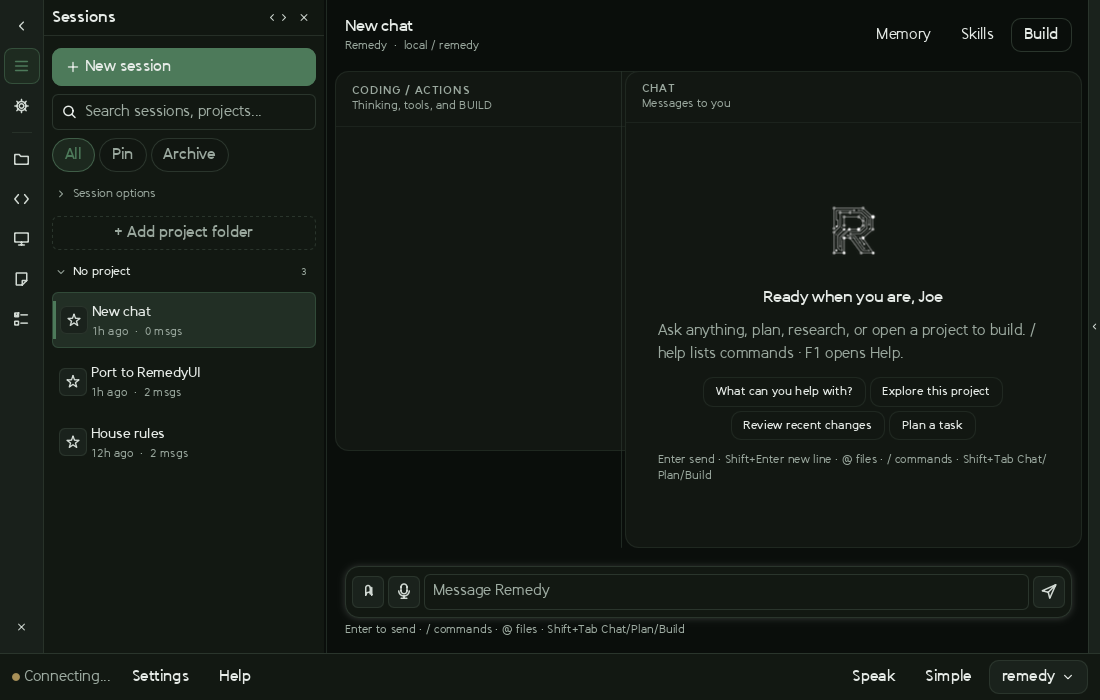 Sessions
New session
Search sessions, projects...
All
Pin
Archive
Session options
+ Add project folder
No project
3
New chat
1h ago · 0 msgs
Port to RemedyUI
1h ago · 2 msgs
House rules
12h ago · 2 msgs
New chat
Remedy · local / remedy
Memory
Skills
Build
CODING / ACTIONS
Thinking, tools, and BUILD
CHAT
Messages to you
R
Ready when you are, Joe
Ask anything, plan, research, or open a project to build. /
help lists commands · F1 opens Help.
What can you help with?
Explore this project
Review recent changes
Plan a task
Enter send · Shift+Enter new line · @ files · / commands · Shift+Tab Chat/
Plan/Build
Message Remedy
Enter to send · / commands · @ files · Shift+Tab Chat/Plan/Build
Connecting...
Settings
Help
Speak
Simple
remedy